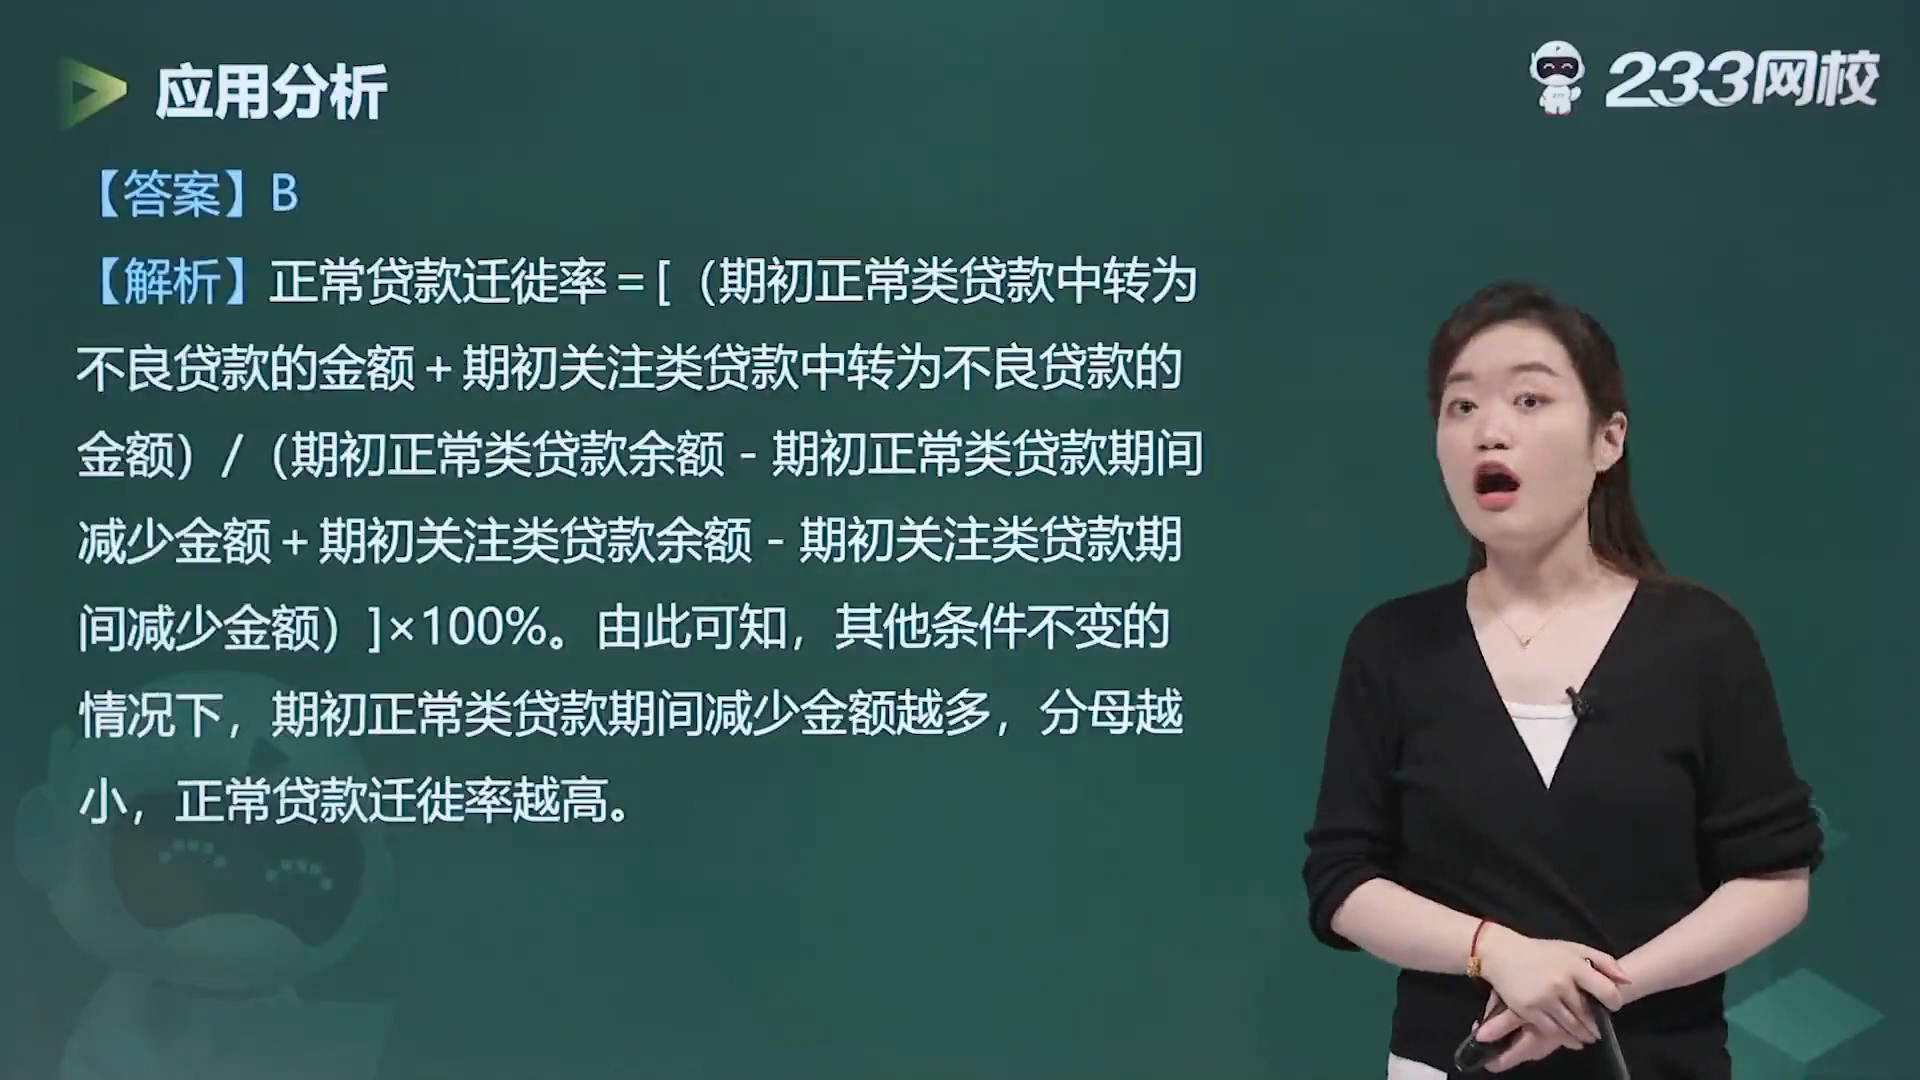 应用分析
233网校
【答案】B
【解析】正常贷款迁徙率=[（期初正常类贷款中转为
不良贷款的金额+期初关注类贷款中转为不良贷款的
金额）/（期初正常类贷款余额-期初正常类贷款期间
减少金额+期初关注类贷款余额-期初关注类贷款期
间减少金额）]×100%。由此可知，其他条件不变的
情况下，期初正常类贷款期间减少金额越多，分母越
小，正常贷款迁徙率越高。